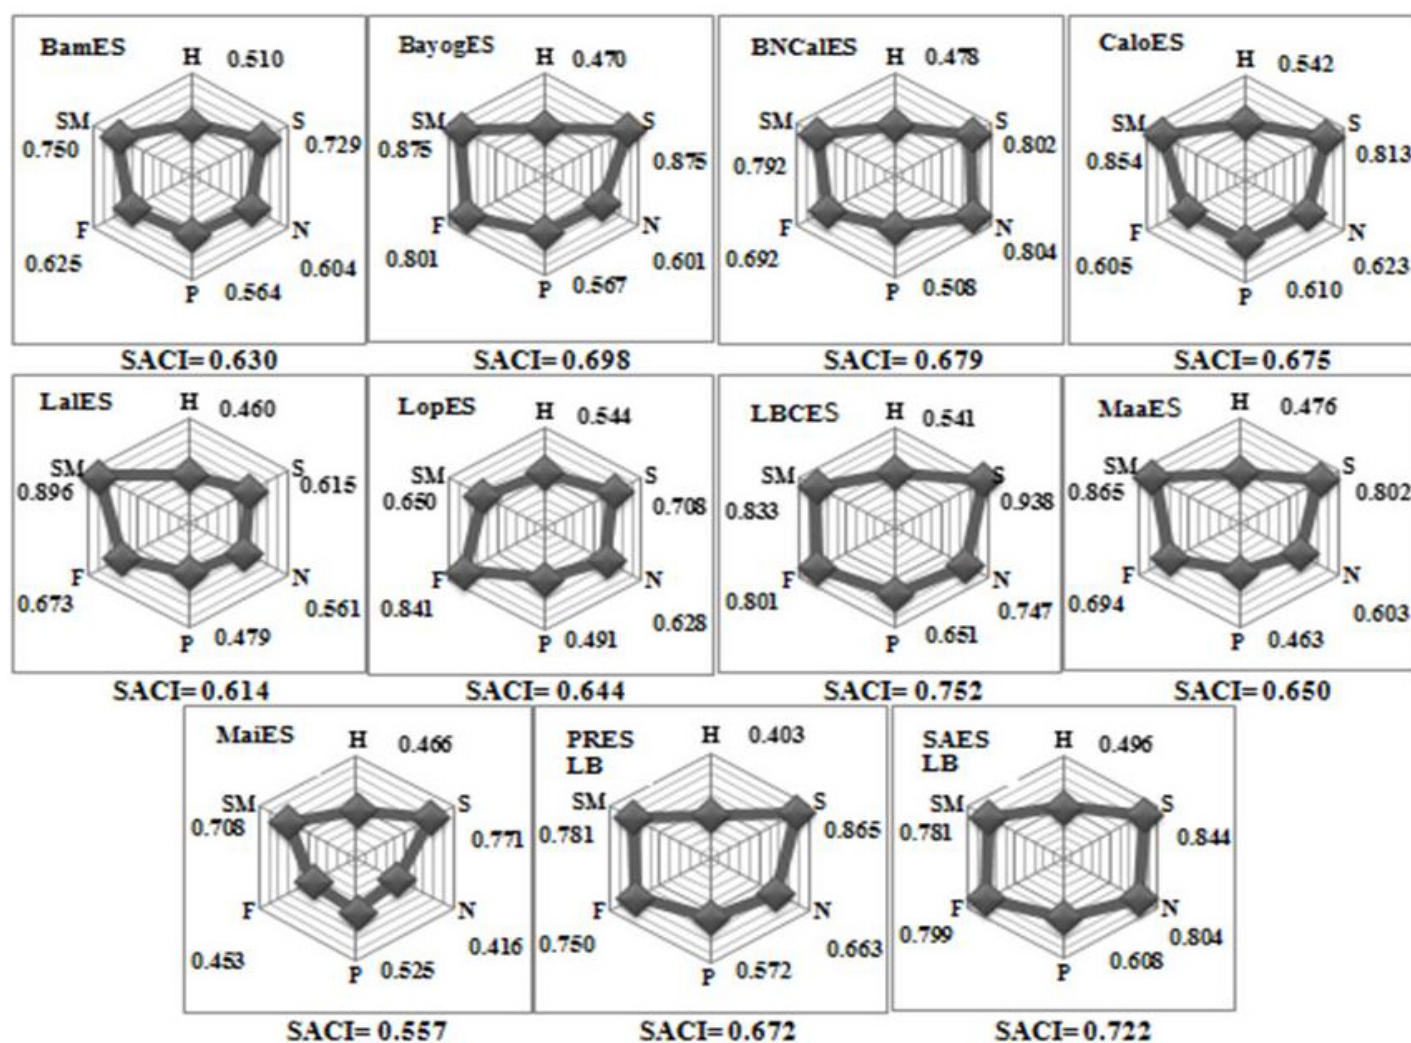 BamES
H 0.510
SM S
0.750 0.729
F N
0.625 0.604
P 0.564
SACI= 0.630
BayogES
H 0.470
SM S
0.875 0.875
F N
0.801 0.601
P 0.567
SACI= 0.698
BNCalES
H 0.478
SM S
0.792 0.802
F N
0.692 0.804
P 0.508
SACI= 0.679
CaloES
H 0.542
SM S
0.854 0.813
F N
0.605 0.623
P 0.610
SACI= 0.675
LalES
H 0.460
SM S
0.896 0.615
F N
0.673 0.561
P 0.479
SACI= 0.614
LopES
H 0.544
SM S
0.650 0.708
F N
0.841 0.628
P 0.491
SACI= 0.644
LBCES
H 0.541
SM S
0.833 0.938
F N
0.801 0.747
P 0.651
SACI= 0.752
MaaES
H 0.476
SM S
0.865 0.802
F N
0.694 0.603
P 0.463
SACI= 0.650
MaiES
H 0.466
SM S
0.708 0.771
F N
0.453 0.416
P 0.525
SACI= 0.557
PRES
LB
H 0.403
SM S
0.781 0.865
F N
0.750 0.663
P 0.572
SACI= 0.672
SAES
LB
H 0.496
SM S
0.781 0.844
F N
0.799 0.804
P 0.608
SACI= 0.722